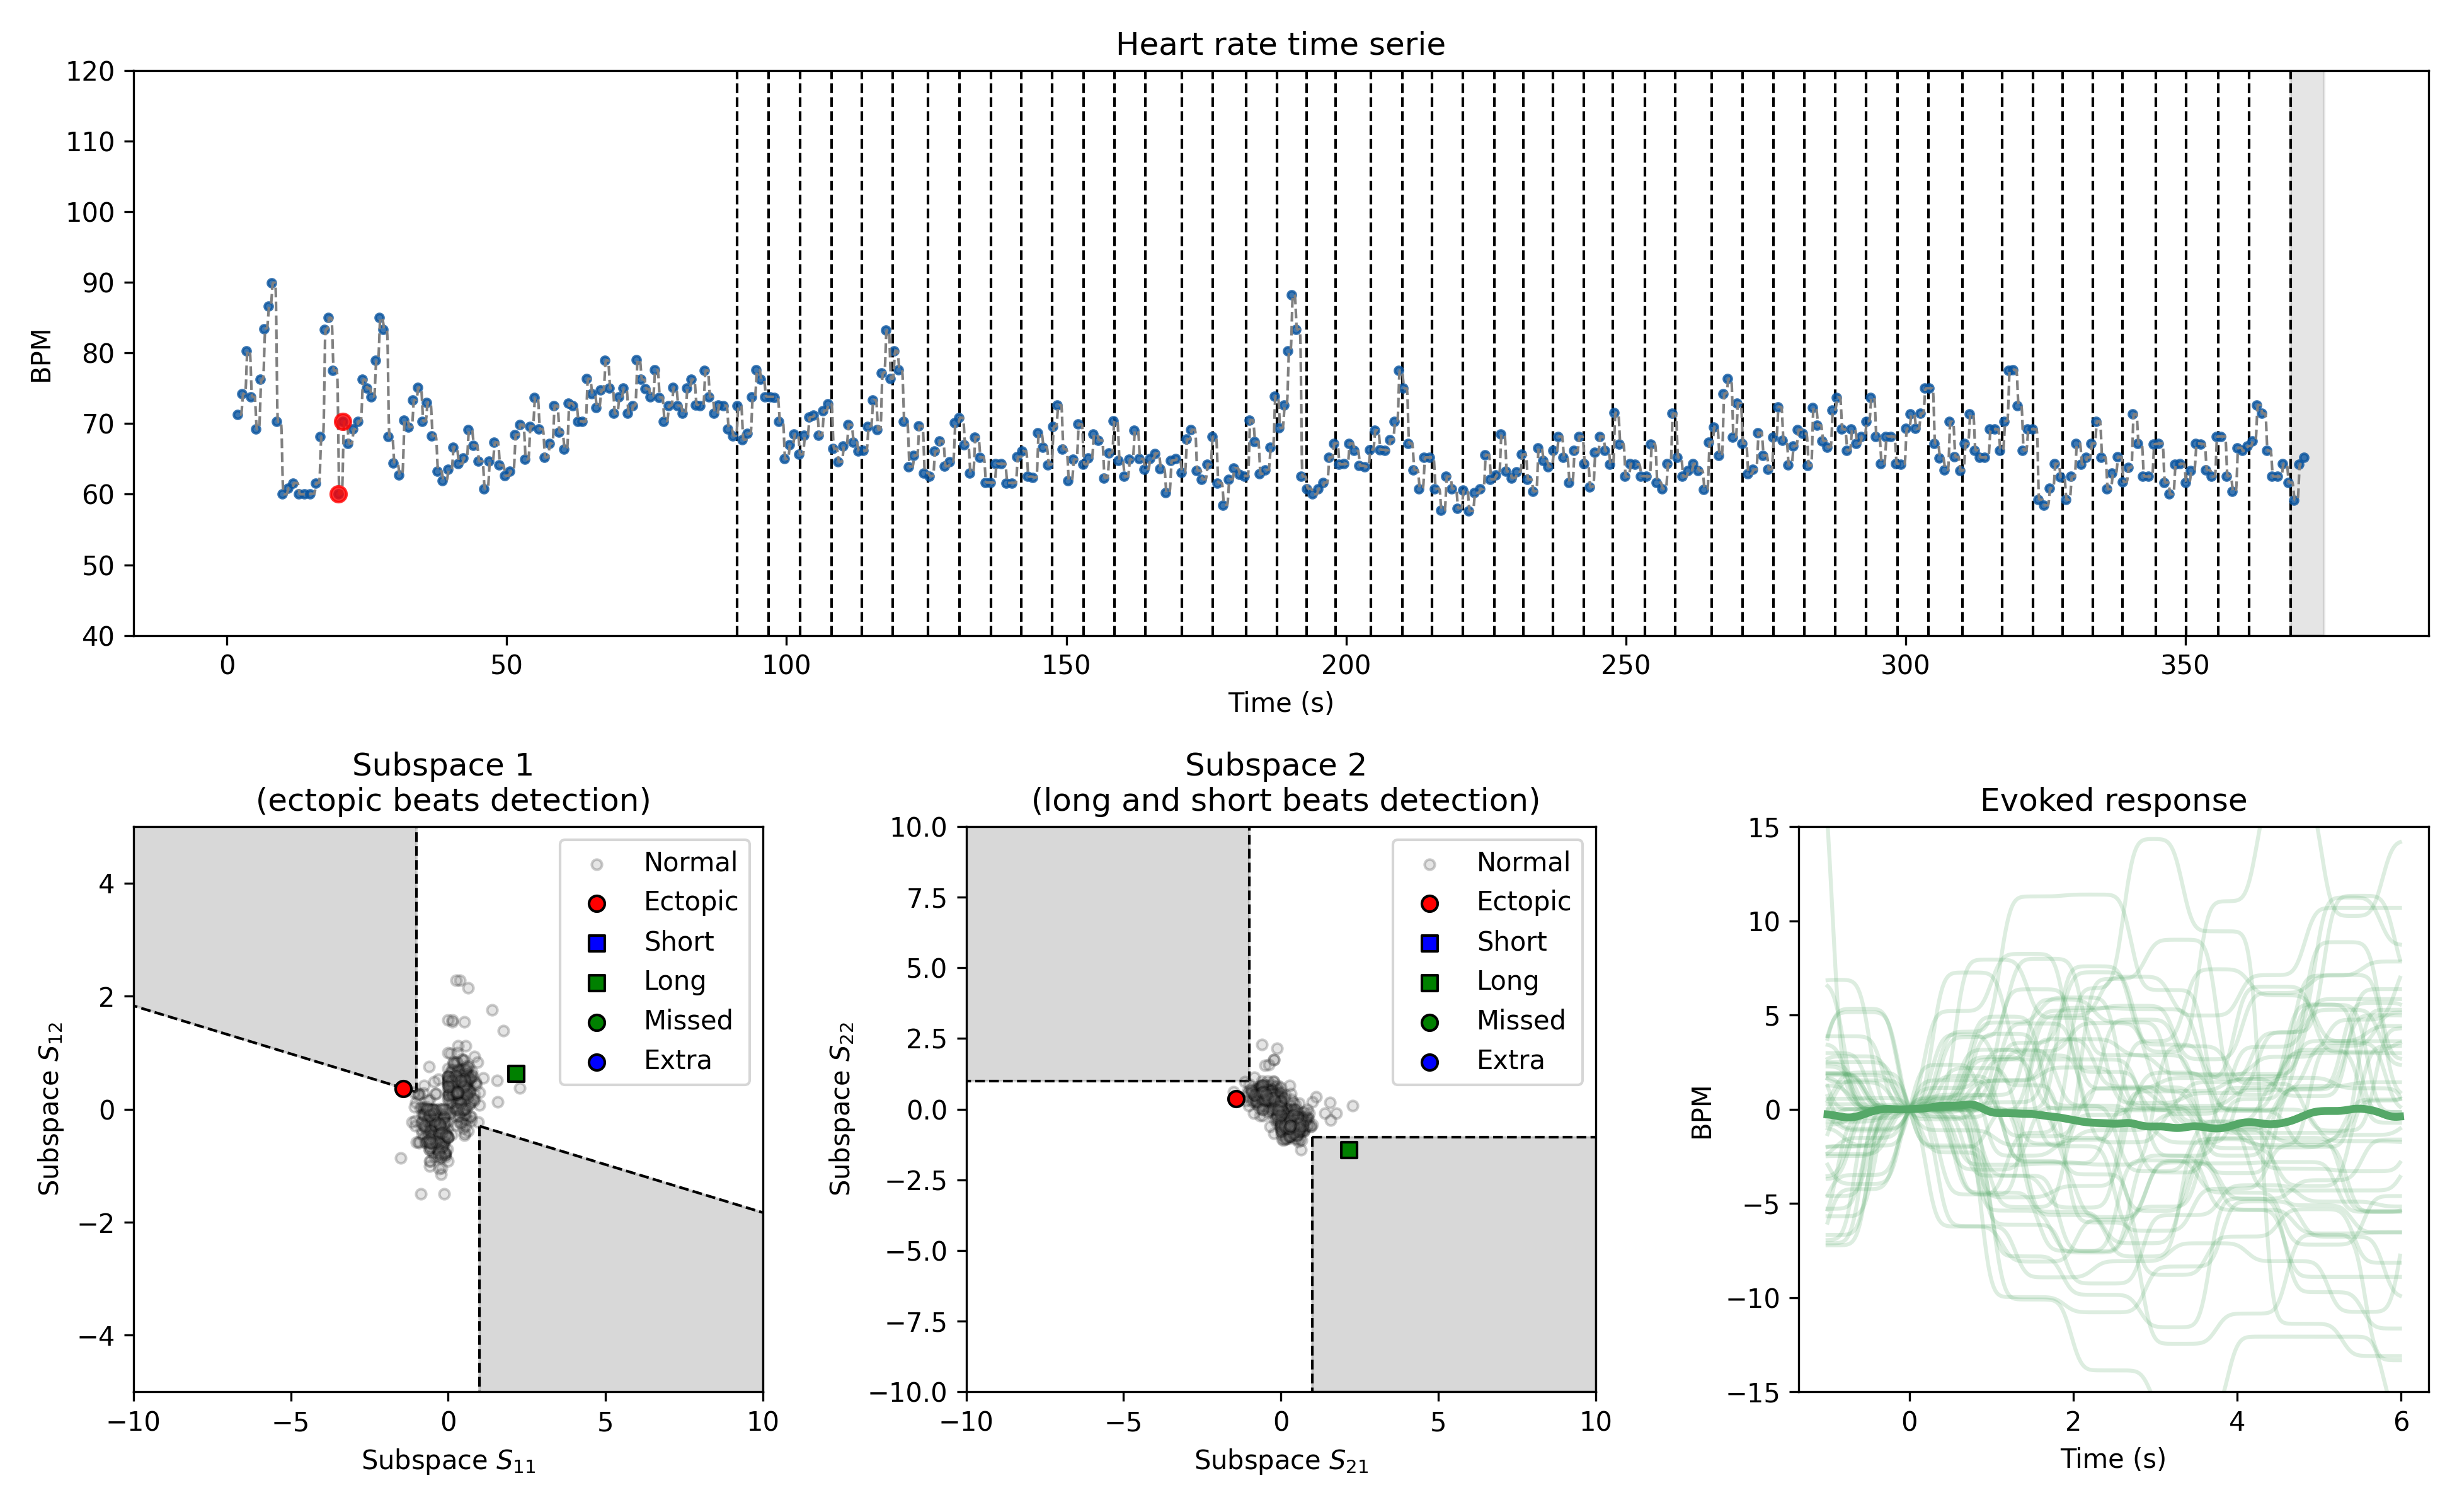 Heart rate time serie
120
110
100
90
80
70
60
50
40
BPM
0 50 100 150 200 250 300 350
Time (s)
Subspace 1
(ectopic beats detection)
4
2
0
−2
−4
Subspace S₁₂
−10 −5 0 5 10
Subspace S₁₁
Normal
Ectopic
Short
Long
Missed
Extra
Subspace 2
(long and short beats detection)
10.0
7.5
5.0
2.5
0.0
−2.5
−5.0
−7.5
−10.0
Subspace S₂₂
−10 −5 0 5 10
Subspace S₂₁
Normal
Ectopic
Short
Long
Missed
Extra
Evoked response
15
10
5
0
−5
−10
−15
BPM
0 2 4 6
Time (s)